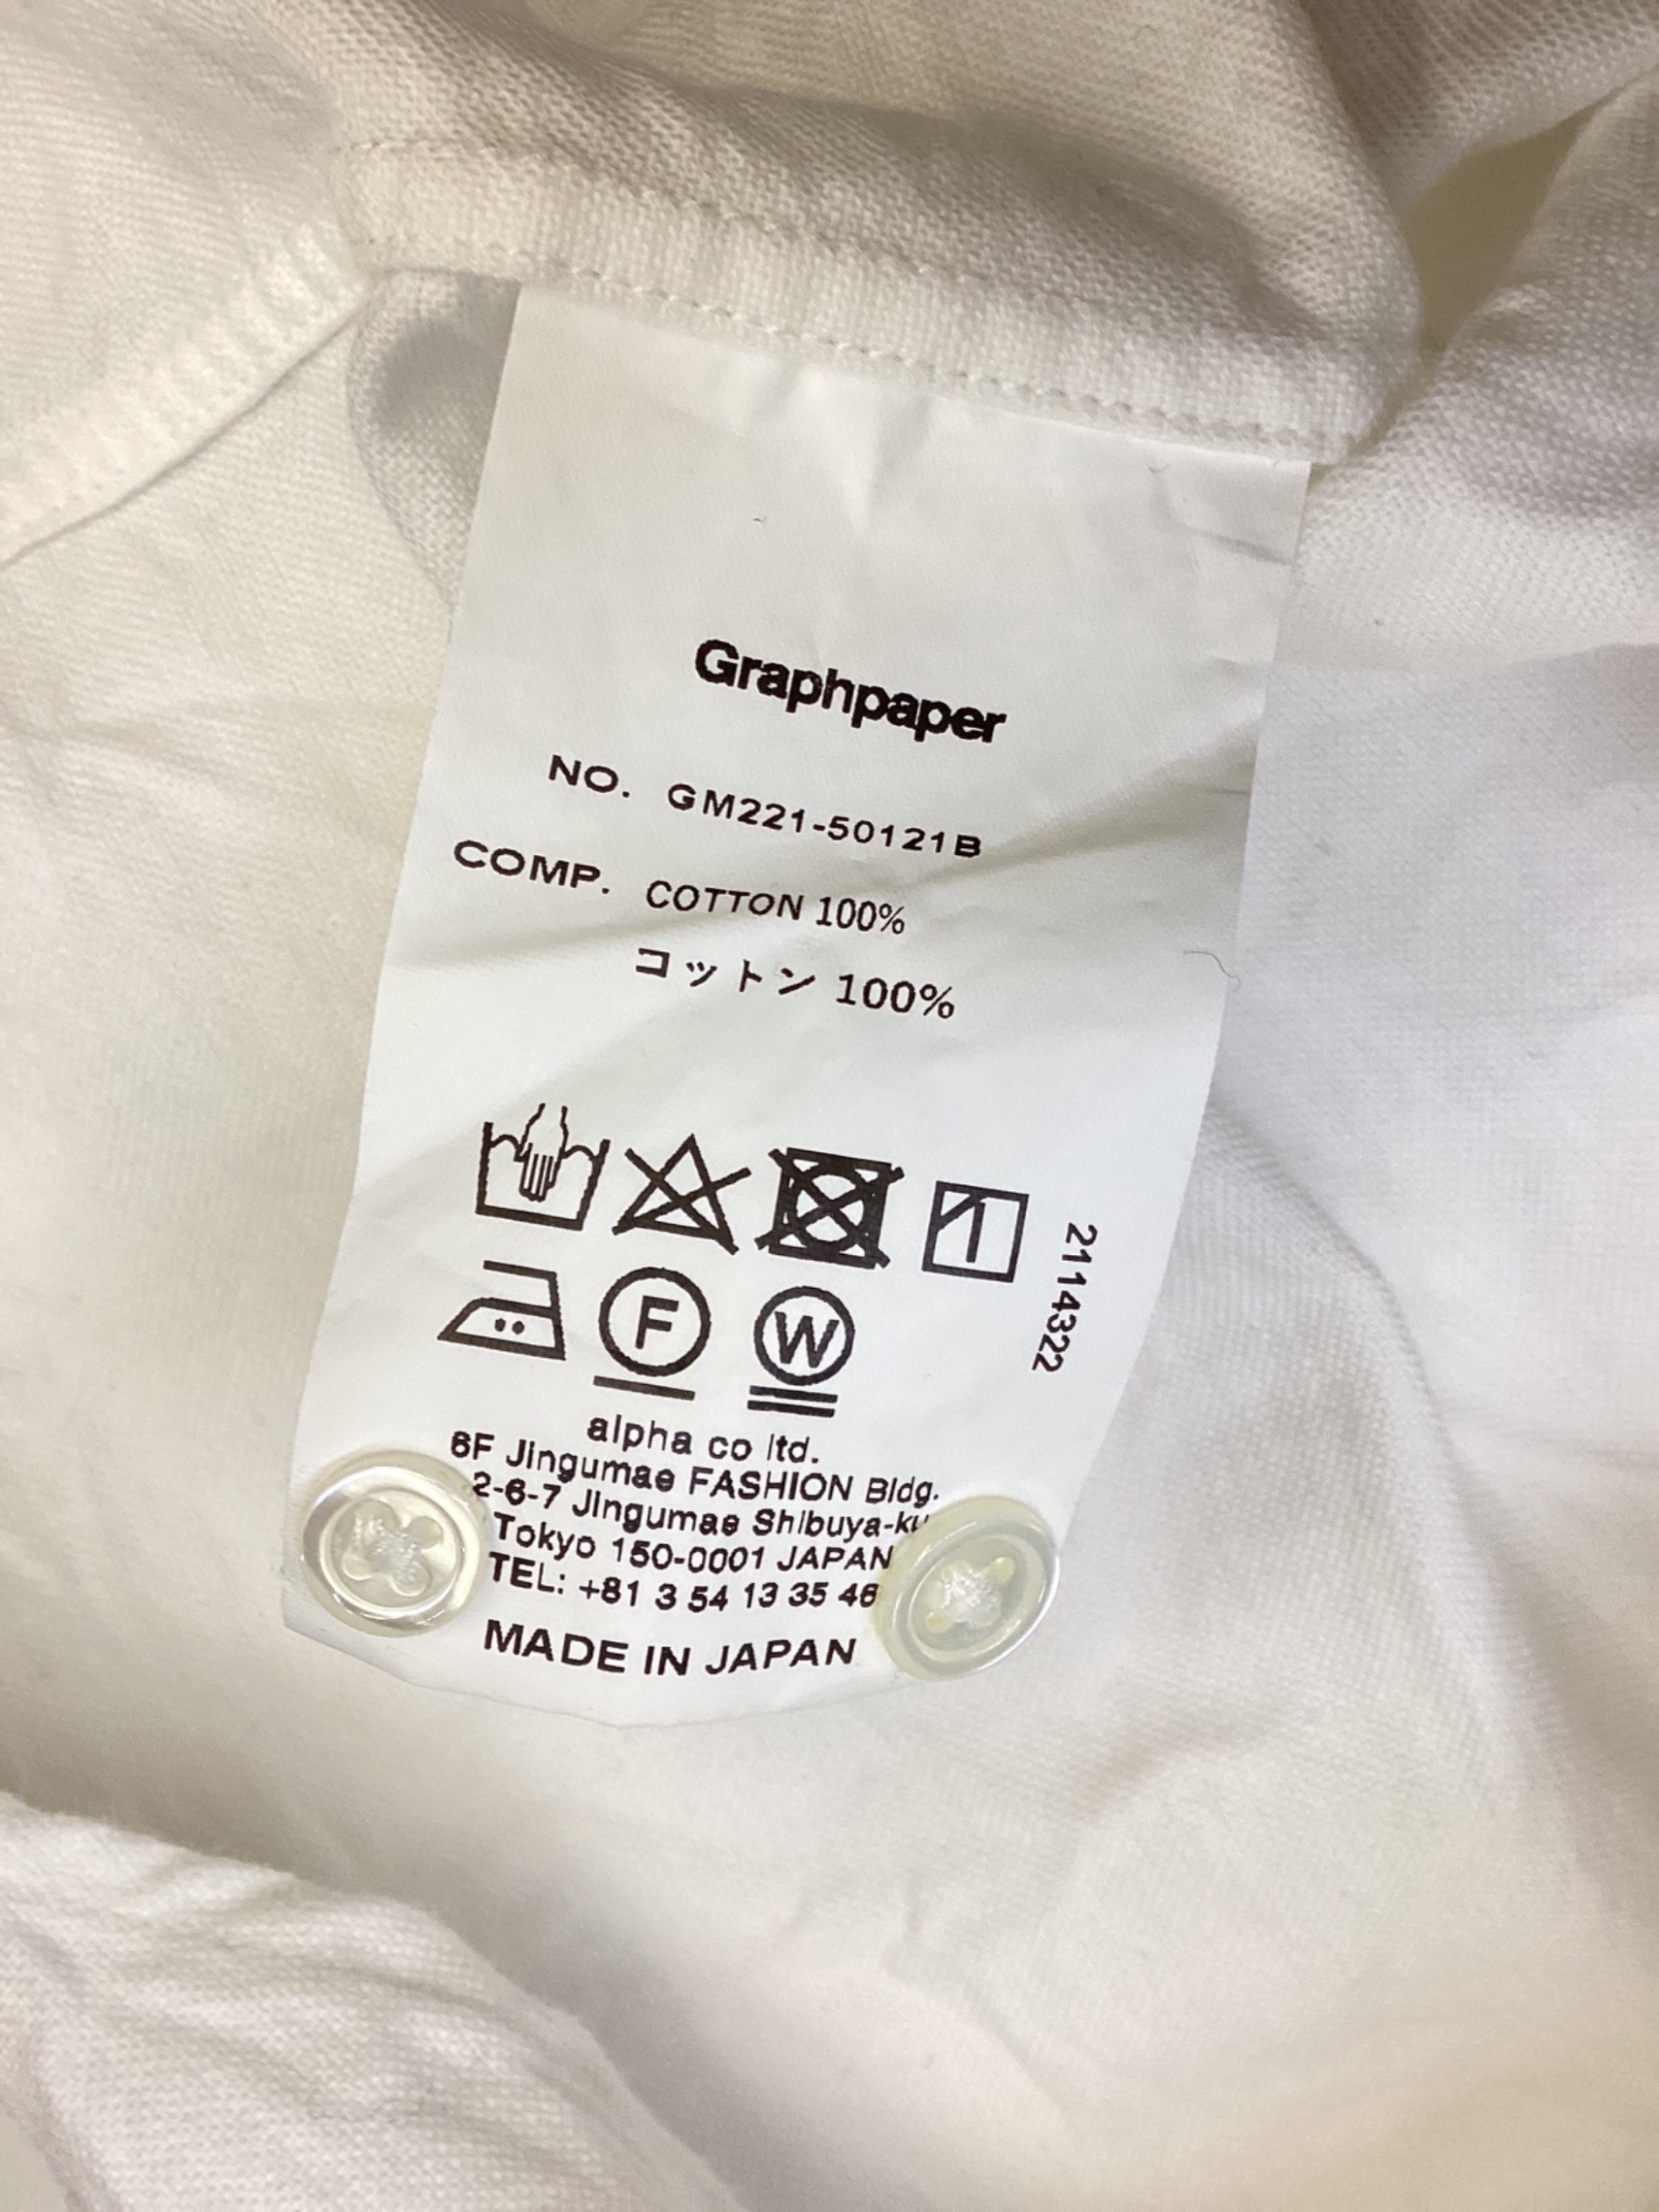 Graphpaper
NO. GM221-50121B
COMP. COTTON 100%
コットン 100%
2114322
F
W
alpha co ltd.
6F Jingumae FASHION Bldg.
2-6-7 Jingumae Shibuya-ku
Tokyo 150-0001 JAPAN
TEL: +81 3 54 13 35 46
MADE IN JAPAN